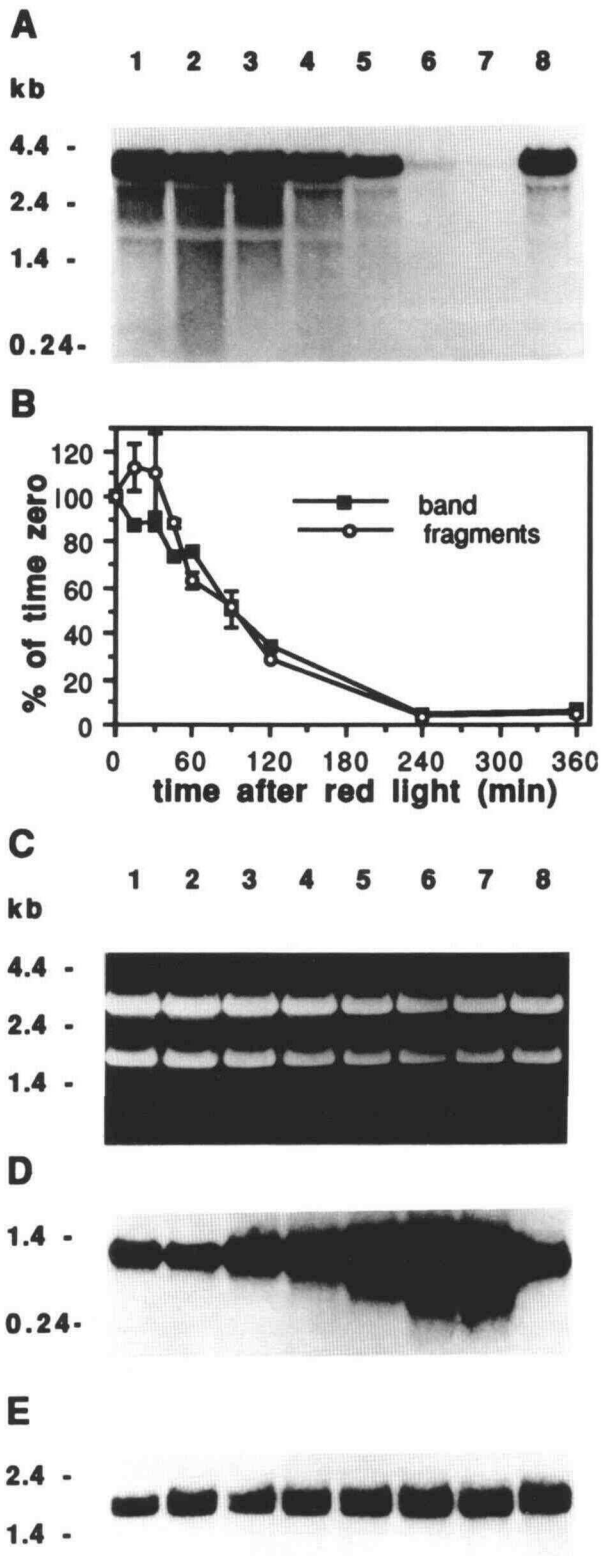 A
1 2 3 4 5 6 7 8
kb
4.4 -
2.4 -
1.4 -
0.24-
B
% of time zero
120
100
80
60
40
20
0
band
fragments
0 60 120 180 240 300 360
time after red light (min)
C
1 2 3 4 5 6 7 8
kb
4.4 -
2.4 -
1.4 -
D
1.4 -
0.24-
E
2.4 -
1.4 -